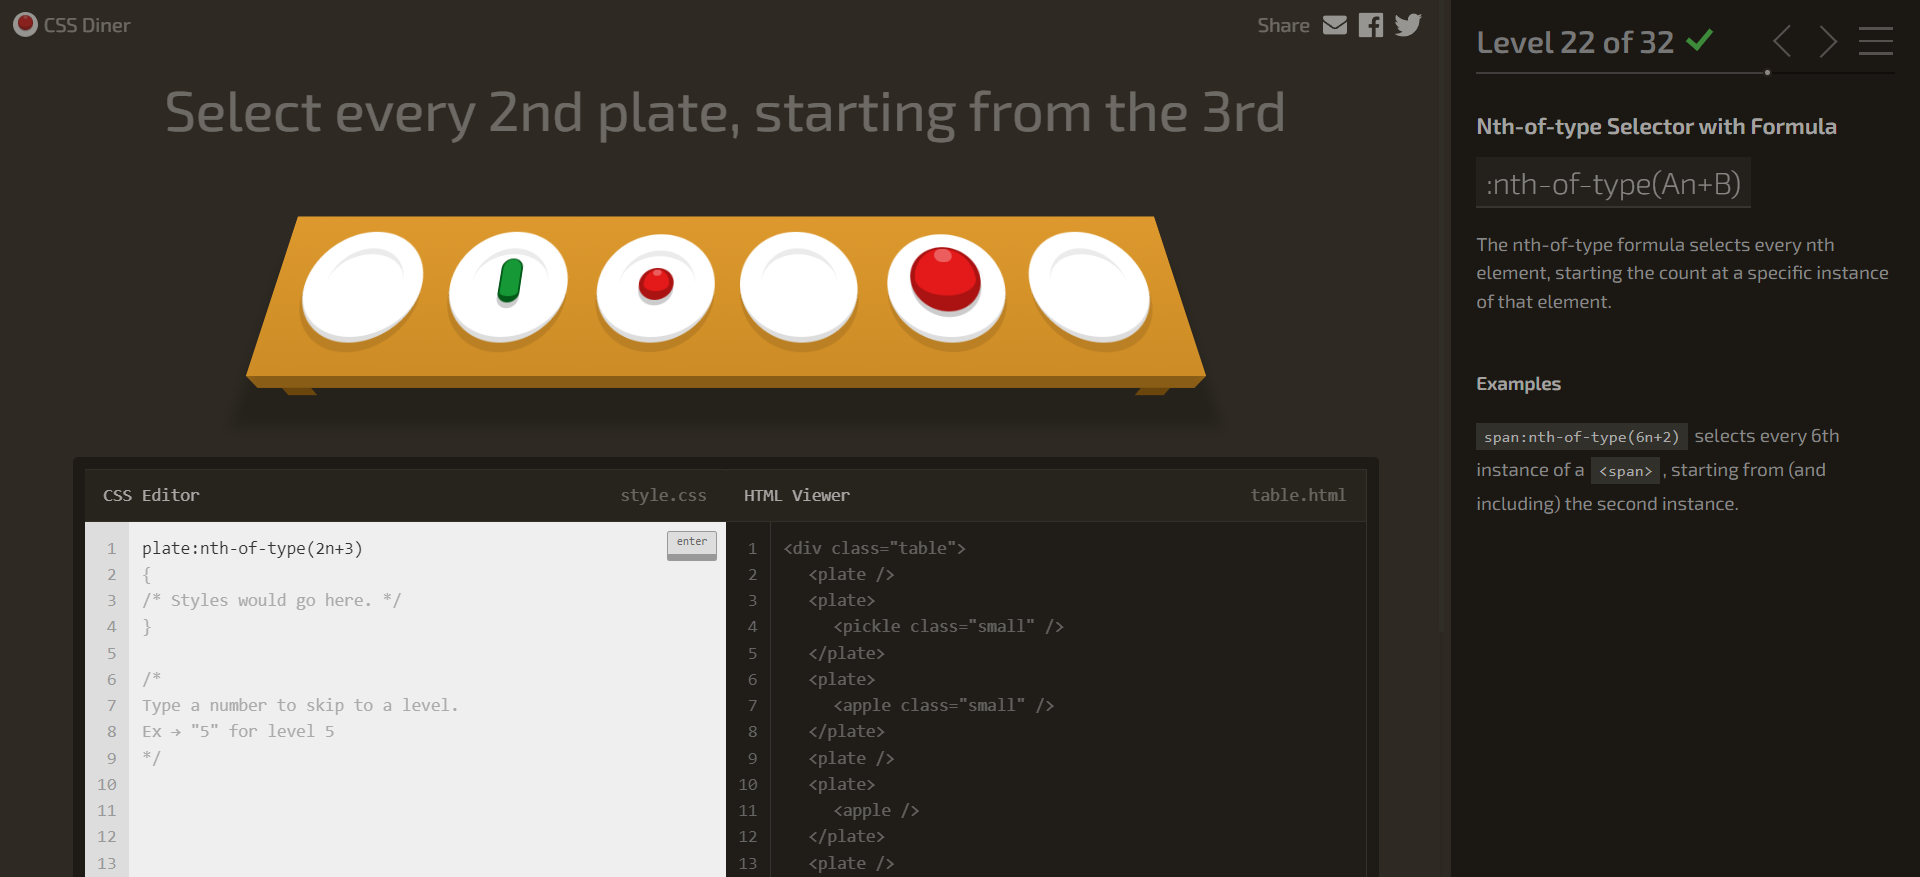 CSS Diner
Share
Select every 2nd plate, starting from the 3rd
CSS Editor
style.css
1
2
3
4
5
6
7
8
9
10
11
12
13
plate:nth-of-type(2n+3)
{
/* Styles would go here. */
}
/*
Type a number to skip to a level.
Ex → "5" for level 5
*/
enter
HTML Viewer
table.html
1
2
3
4
5
6
7
8
9
10
11
12
13
<div class="table">
<plate />
<plate>
<pickle class="small" />
</plate>
<plate>
<apple class="small" />
</plate>
<plate />
<plate>
<apple />
</plate>
<plate />
Level 22 of 32
Nth-of-type Selector with Formula
:nth-of-type(An+B)
The nth-of-type formula selects every nth
element, starting the count at a specific instance
of that element.
Examples
span:nth-of-type(6n+2) selects every 6th
instance of a <span>, starting from (and
including) the second instance.